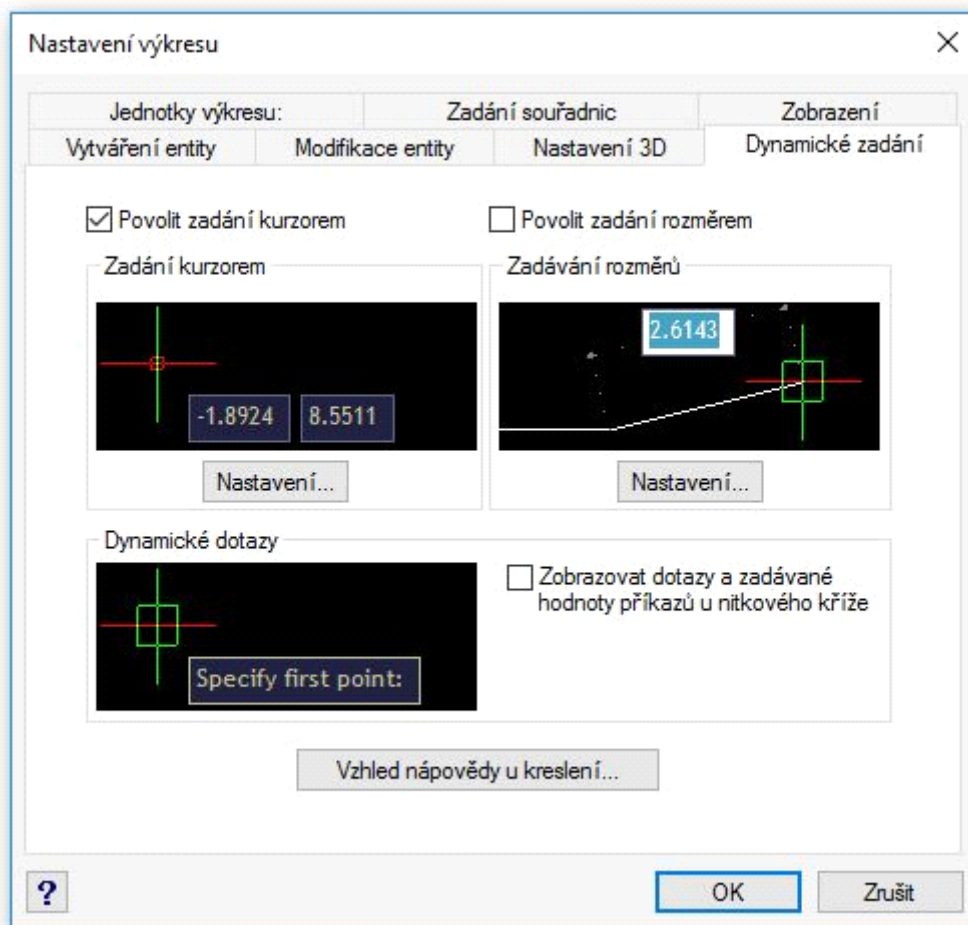 Nastavení výkresu
Jednotky výkresu:
Zadání souřadnic
Zobrazení
Vytváření entity
Modifikace entity
Nastavení 3D
Dynamické zadání
Povolit zadání kurzorem
Povolit zadání rozměrem
Zadání kurzorem
Zadávání rozměrů
-1.8924
8.5511
2.6143
Nastavení...
Nastavení...
Dynamické dotazy
Specify first point:
Zobrazovat dotazy a zadávané
hodnoty příkazů u nitkového kříže
Vzhled nápovědy u kreslení...
?
OK
Zrušit